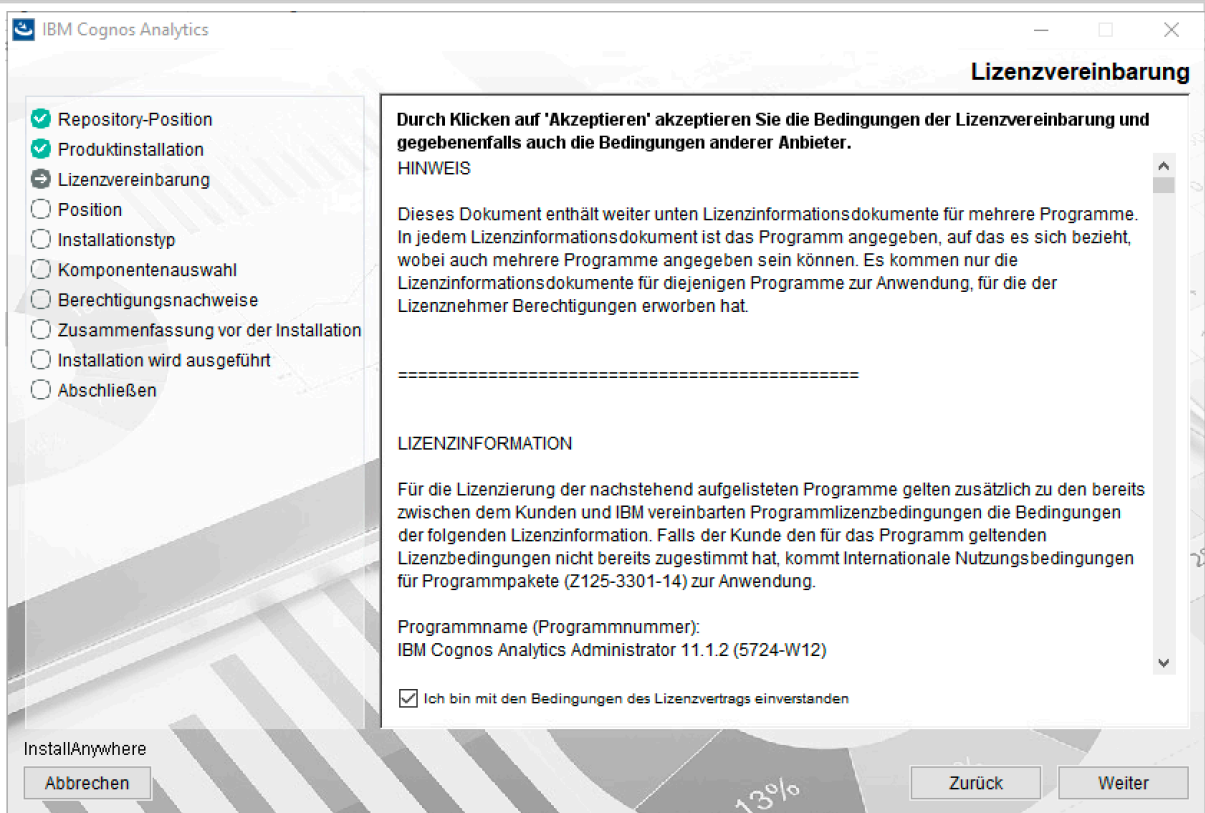 IBM Cognos Analytics
Lizenzvereinbarung
Repository-Position
Produktinstallation
Lizenzvereinbarung
Position
Installationstyp
Komponentenauswahl
Berechtigungsnachweise
Zusammenfassung vor der Installation
Installation wird ausgeführt
Abschließen
Durch Klicken auf 'Akzeptieren' akzeptieren Sie die Bedingungen der Lizenzvereinbarung und
gegebenenfalls auch die Bedingungen anderer Anbieter.
HINWEIS
Dieses Dokument enthält weiter unten Lizenzinformationsdokumente für mehrere Programme.
In jedem Lizenzinformationsdokument ist das Programm angegeben, auf das es sich bezieht,
wobei auch mehrere Programme angegeben sein können. Es kommen nur die
Lizenzinformationsdokumente für diejenigen Programme zur Anwendung, für die der
Lizenznehmer Berechtigungen erworben hat.
==============================================
LIZENZINFORMATION
Für die Lizenzierung der nachstehend aufgelisteten Programme gelten zusätzlich zu den bereits
zwischen dem Kunden und IBM vereinbarten Programmlizenzbedingungen die Bedingungen
der folgenden Lizenzinformation. Falls der Kunde den für das Programm geltenden
Lizenzbedingungen nicht bereits zugestimmt hat, kommt Internationale Nutzungsbedingungen
für Programmpakete (Z125-3301-14) zur Anwendung.
Programmname (Programmnummer):
IBM Cognos Analytics Administrator 11.1.2 (5724-W12)
Ich bin mit den Bedingungen des Lizenzvertrags einverstanden
InstallAnywhere
Abbrechen
Zurück
Weiter
13%